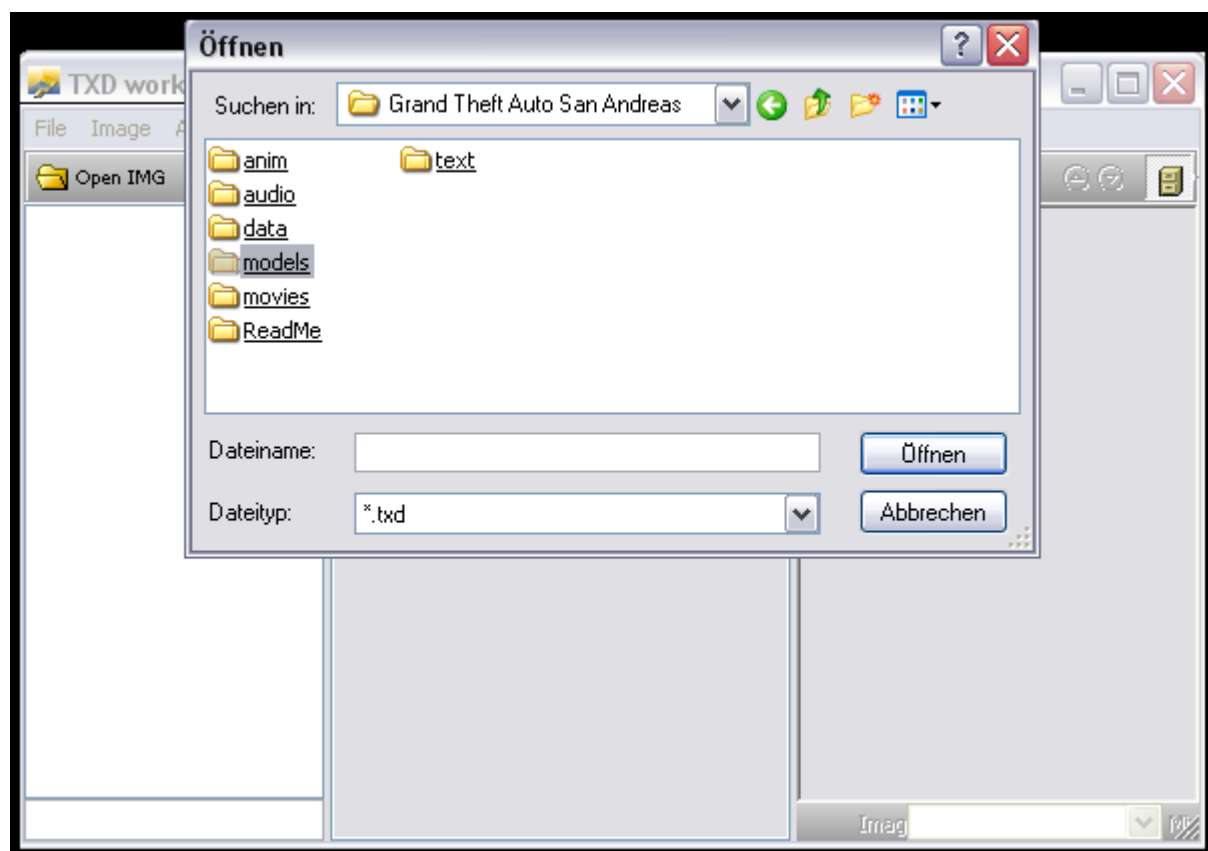 Öffnen
TXD work
Suchen in: Grand Theft Auto San Andreas
File Image A
Open IMG
anim text
audio
data
models
movies
ReadMe
Dateiname: Öffnen
Dateityp: *.txd Abbrechen
Imag